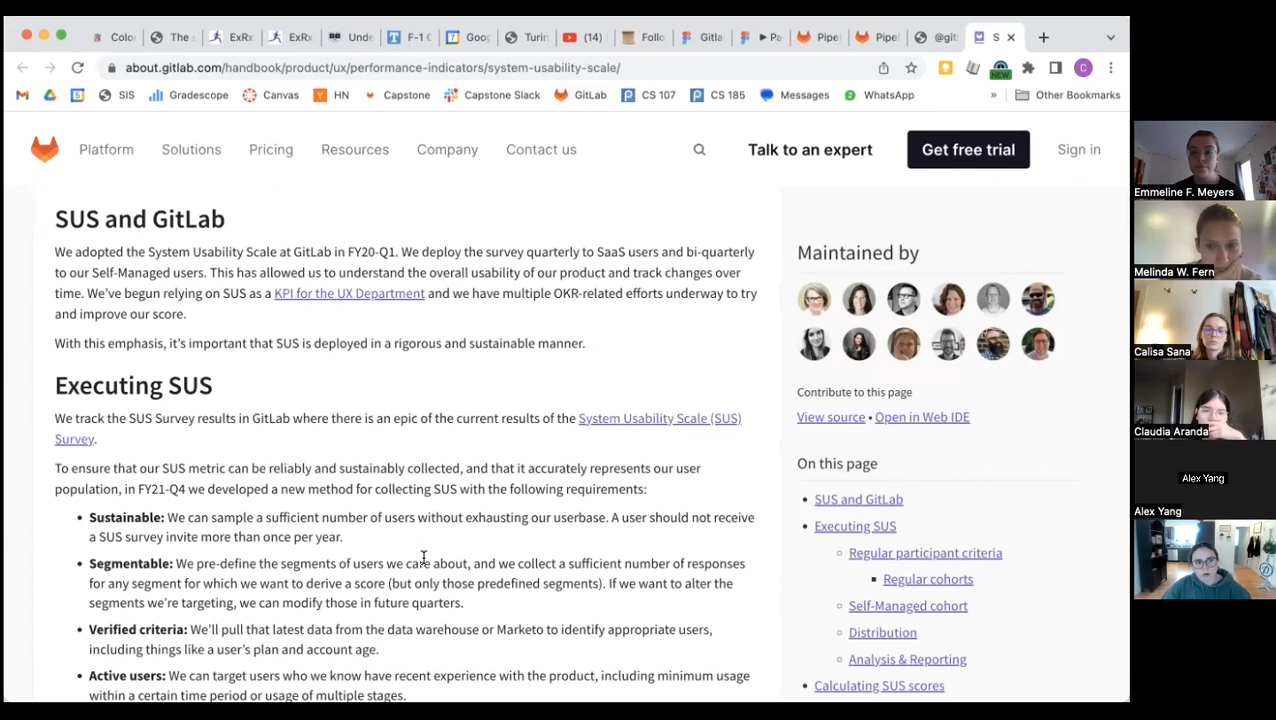 Colo
The s
ExRx
ExRx
Unde
F-1 C
Goog
Turin
(14)
Follo
Gitla
Pa
Pipel
Pipel
@git
S
about.gitlab.com/handbook/product/ux/performance-indicators/system-usability-scale/
NEW
C
SIS
Gradescope
Canvas
HN
Capstone
Capstone Slack
GitLab
CS 107
CS 185
Messages
WhatsApp
»
Other Bookmarks
Platform
Solutions
Pricing
Resources
Company
Contact us
Talk to an expert
Get free trial
Sign in
SUS and GitLab
We adopted the System Usability Scale at GitLab in FY20-Q1. We deploy the survey quarterly to SaaS users and bi-quarterly
to our Self-Managed users. This has allowed us to understand the overall usability of our product and track changes over
time. We’ve begun relying on SUS as a KPI for the UX Department and we have multiple OKR-related efforts underway to try
and improve our score.
With this emphasis, it’s important that SUS is deployed in a rigorous and sustainable manner.
Executing SUS
We track the SUS Survey results in GitLab where there is an epic of the current results of the System Usability Scale (SUS)
Survey.
To ensure that our SUS metric can be reliably and sustainably collected, and that it accurately represents our user
population, in FY21-Q4 we developed a new method for collecting SUS with the following requirements:
• Sustainable: We can sample a sufficient number of users without exhausting our userbase. A user should not receive
a SUS survey invite more than once per year.
• Segmentable: We pre-define the segments of users we care about, and we collect a sufficient number of responses
for any segment for which we want to derive a score (but only those predefined segments). If we want to alter the
segments we’re targeting, we can modify those in future quarters.
• Verified criteria: We’ll pull that latest data from the data warehouse or Marketo to identify appropriate users,
including things like a user’s plan and account age.
• Active users: We can target users who we know have recent experience with the product, including minimum usage
within a certain time period or usage of multiple stages.
Maintained by
Contribute to this page
View source • Open in Web IDE
On this page
• SUS and GitLab
• Executing SUS
Regular participant criteria
Regular cohorts
Self-Managed cohort
Distribution
Analysis & Reporting
• Calculating SUS scores
Emmeline F. Meyers
Melinda W. Fern
Calisa Sana
Claudia Aranda
Alex Yang
Alex Yang